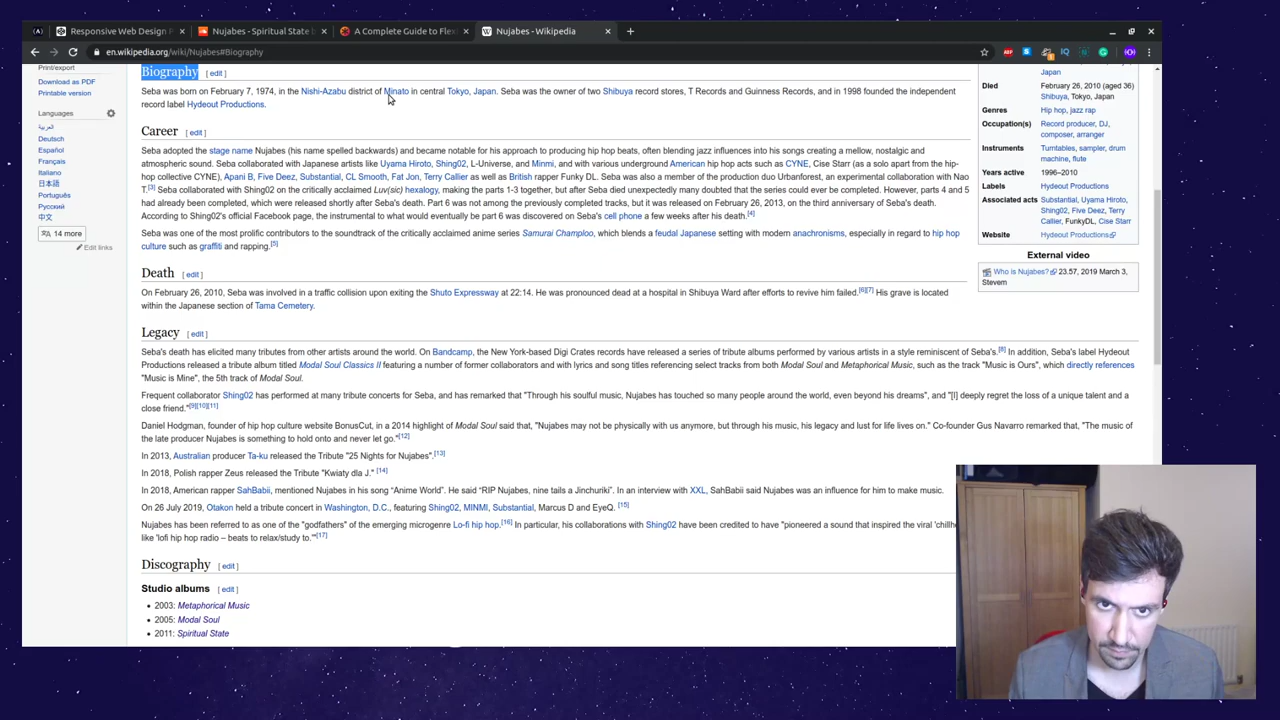 Responsive Web Design P
Nujabes - Spiritual State b
A Complete Guide to Flex
Nujabes - Wikipedia
en.wikipedia.org/wiki/Nujabes#Biography
Print/export
Download as PDF
Printable version
Languages
العربية
Deutsch
Español
Français
Italiano
日本語
Português
Русский
中文
14 more
Edit links
Biography [ edit ]
Seba was born on February 7, 1974, in the Nishi-Azabu district of Minato in central Tokyo, Japan. Seba was the owner of two Shibuya record stores, T Records and Guinness Records, and in 1998 founded the independent
record label Hydeout Productions.
Career [ edit ]
Seba adopted the stage name Nujabes (his name spelled backwards) and became notable for his approach to producing hip hop beats, often blending jazz influences into his songs creating a mellow, nostalgic and
atmospheric sound. Seba collaborated with Japanese artists like Uyama Hiroto, Shing02, L-Universe, and Minmi, and with various underground American hip hop acts such as CYNE, Cise Starr (as a solo apart from the hip-
hop collective CYNE), Apani B, Five Deez, Substantial, CL Smooth, Fat Jon, Terry Callier as well as British rapper Funky DL. Seba was also a member of the production duo Urbanforest, an experimental collaboration with Nao
T.[3] Seba collaborated with Shing02 on the critically acclaimed Luv(sic) hexalogy, making the parts 1-3 together, but after Seba died unexpectedly many doubted that the series could ever be completed. However, parts 4 and 5
had already been completed, which were released shortly after Seba's death. Part 6 was not among the previously completed tracks, but it was released on February 26, 2013, on the third anniversary of Seba's death.
According to Shing02's official Facebook page, the instrumental to what would eventually be part 6 was discovered on Seba's cell phone a few weeks after his death.[4]
Seba was one of the most prolific contributors to the soundtrack of the critically acclaimed anime series Samurai Champloo, which blends a feudal Japanese setting with modern anachronisms, especially in regard to hip hop
culture such as graffiti and rapping.[5]
Death [ edit ]
On February 26, 2010, Seba was involved in a traffic collision upon exiting the Shuto Expressway at 22:14. He was pronounced dead at a hospital in Shibuya Ward after efforts to revive him failed.[6][7] His grave is located
within the Japanese section of Tama Cemetery.
Legacy [ edit ]
Seba's death has elicited many tributes from other artists around the world. On Bandcamp, the New York-based Digi Crates records have released a series of tribute albums performed by various artists in a style reminiscent of Seba's.[8] In addition, Seba's label Hydeout
Productions released a tribute album titled Modal Soul Classics II featuring a number of former collaborators and with lyrics and song titles referencing select tracks from both Modal Soul and Metaphorical Music, such as the track "Music is Ours", which directly references
"Music is Mine", the 5th track of Modal Soul.
Frequent collaborator Shing02 has performed at many tribute concerts for Seba, and has remarked that "Through his soulful music, Nujabes has touched so many people around the world, even beyond his dreams", and "[I] deeply regret the loss of a unique talent and a
close friend."[9][10][11]
Daniel Hodgman, founder of hip hop culture website BonusCut, in a 2014 highlight of Modal Soul said that, "Nujabes may not be physically with us anymore, but through his music, his legacy and lust for life lives on." Co-founder Gus Navarro remarked that, "The music of
the late producer Nujabes is something to hold onto and never let go."[12]
In 2013, Australian producer Ta-ku released the Tribute "25 Nights for Nujabes".[13]
In 2018, Polish rapper Zeus released the Tribute "Kwiaty dla J." [14]
In 2018, American rapper SahBabii, mentioned Nujabes in his song "Anime World". He said "RIP Nujabes, nine tails a Jinchuriki". In an interview with XXL, SahBabii said Nujabes was an influence for him to make music.
On 26 July 2019, Otakon held a tribute concert in Washington, D.C., featuring Shing02, MINMI, Substantial, Marcus D and EyeQ. [15]
Nujabes has been referred to as one of the "godfathers" of the emerging microgenre Lo-fi hip hop.[16] In particular, his collaborations with Shing02 have been credited to have "pioneered a sound that inspired the viral 'chillh
like 'lofi hip hop radio – beats to relax/study to.'"[17]
Discography [ edit ]
Studio albums [ edit ]
• 2003: Metaphorical Music
• 2005: Modal Soul
• 2011: Spiritual State
Japan
Died February 26, 2010 (aged 36)
Shibuya, Tokyo, Japan
Genres Hip hop, jazz rap
Occupation(s) Record producer, DJ,
composer, arranger
Instruments Turntables, sampler, drum
machine, flute
Years active 1996–2010
Labels Hydeout Productions
Associated acts Substantial, Uyama Hiroto,
Shing02, Five Deez, Terry
Callier, FunkyDL, Cise Starr
Website Hydeout Productions
External video
Who is Nujabes? 23.57, 2019 March 3,
Stevem